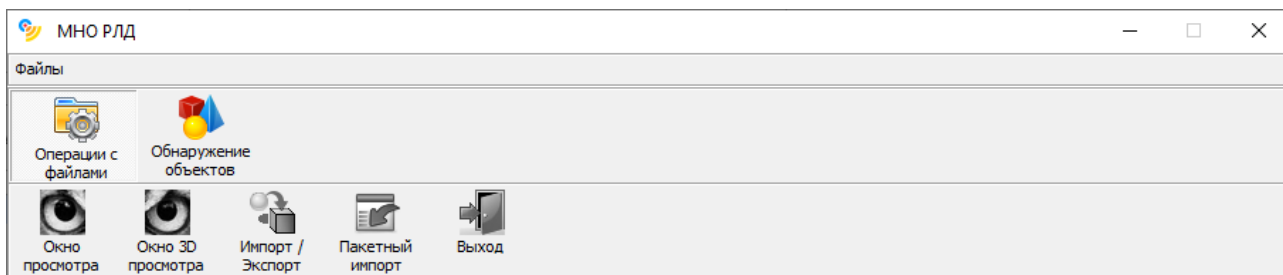 МНО РЛД
Файлы
Операции с
файлами
Обнаружение
объектов
Окно
просмотра
Окно 3D
просмотра
Импорт /
Экспорт
Пакетный
импорт
Выход